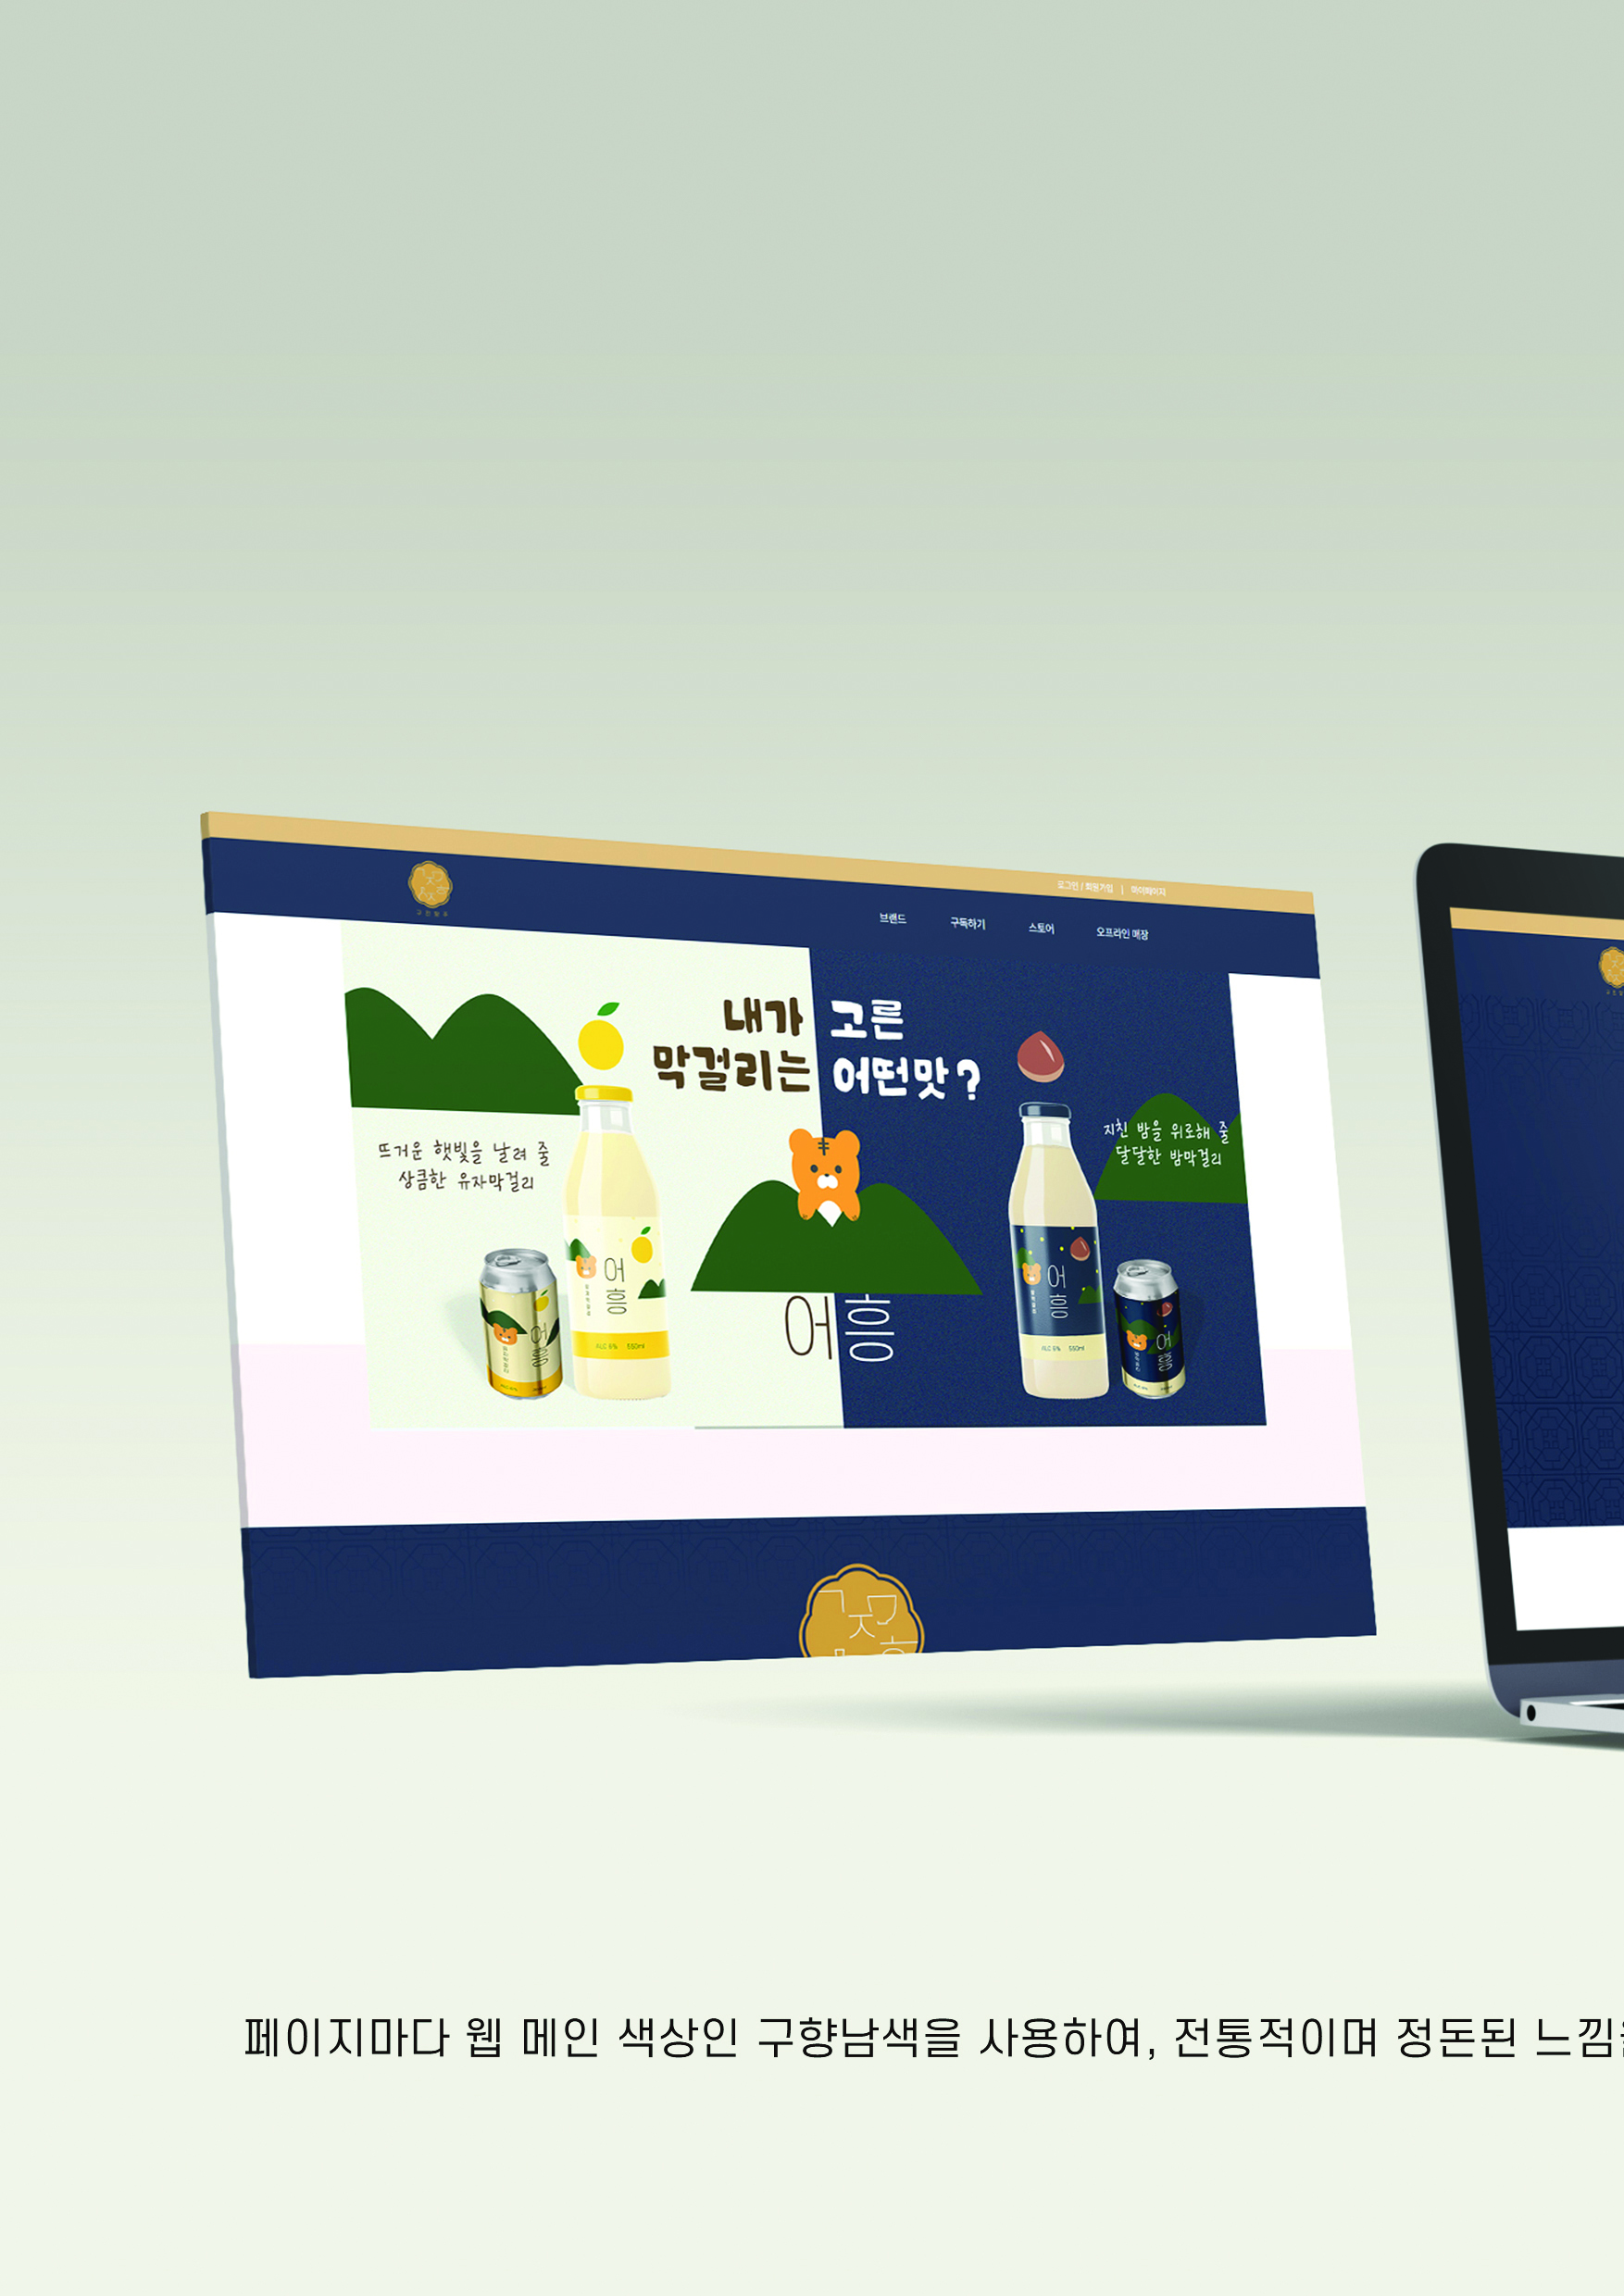 로그인 / 회원가입 | 마이페이지
브랜드 구독하기 스토어 오프라인 매장
내가 고른
막걸리는 어떤맛?
뜨거운 햇빛을 날려 줄
상큼한 유자막걸리
지친 밤을 위로해 줄
달달한 밤막걸리
어흥
ALC 6% 550ml
어흥
어흥
어흥
ALC 6% 550ml
어흥
페이지마다 웹 메인 색상인 구향남색을 사용하여, 전통적이며 정돈된 느낌을